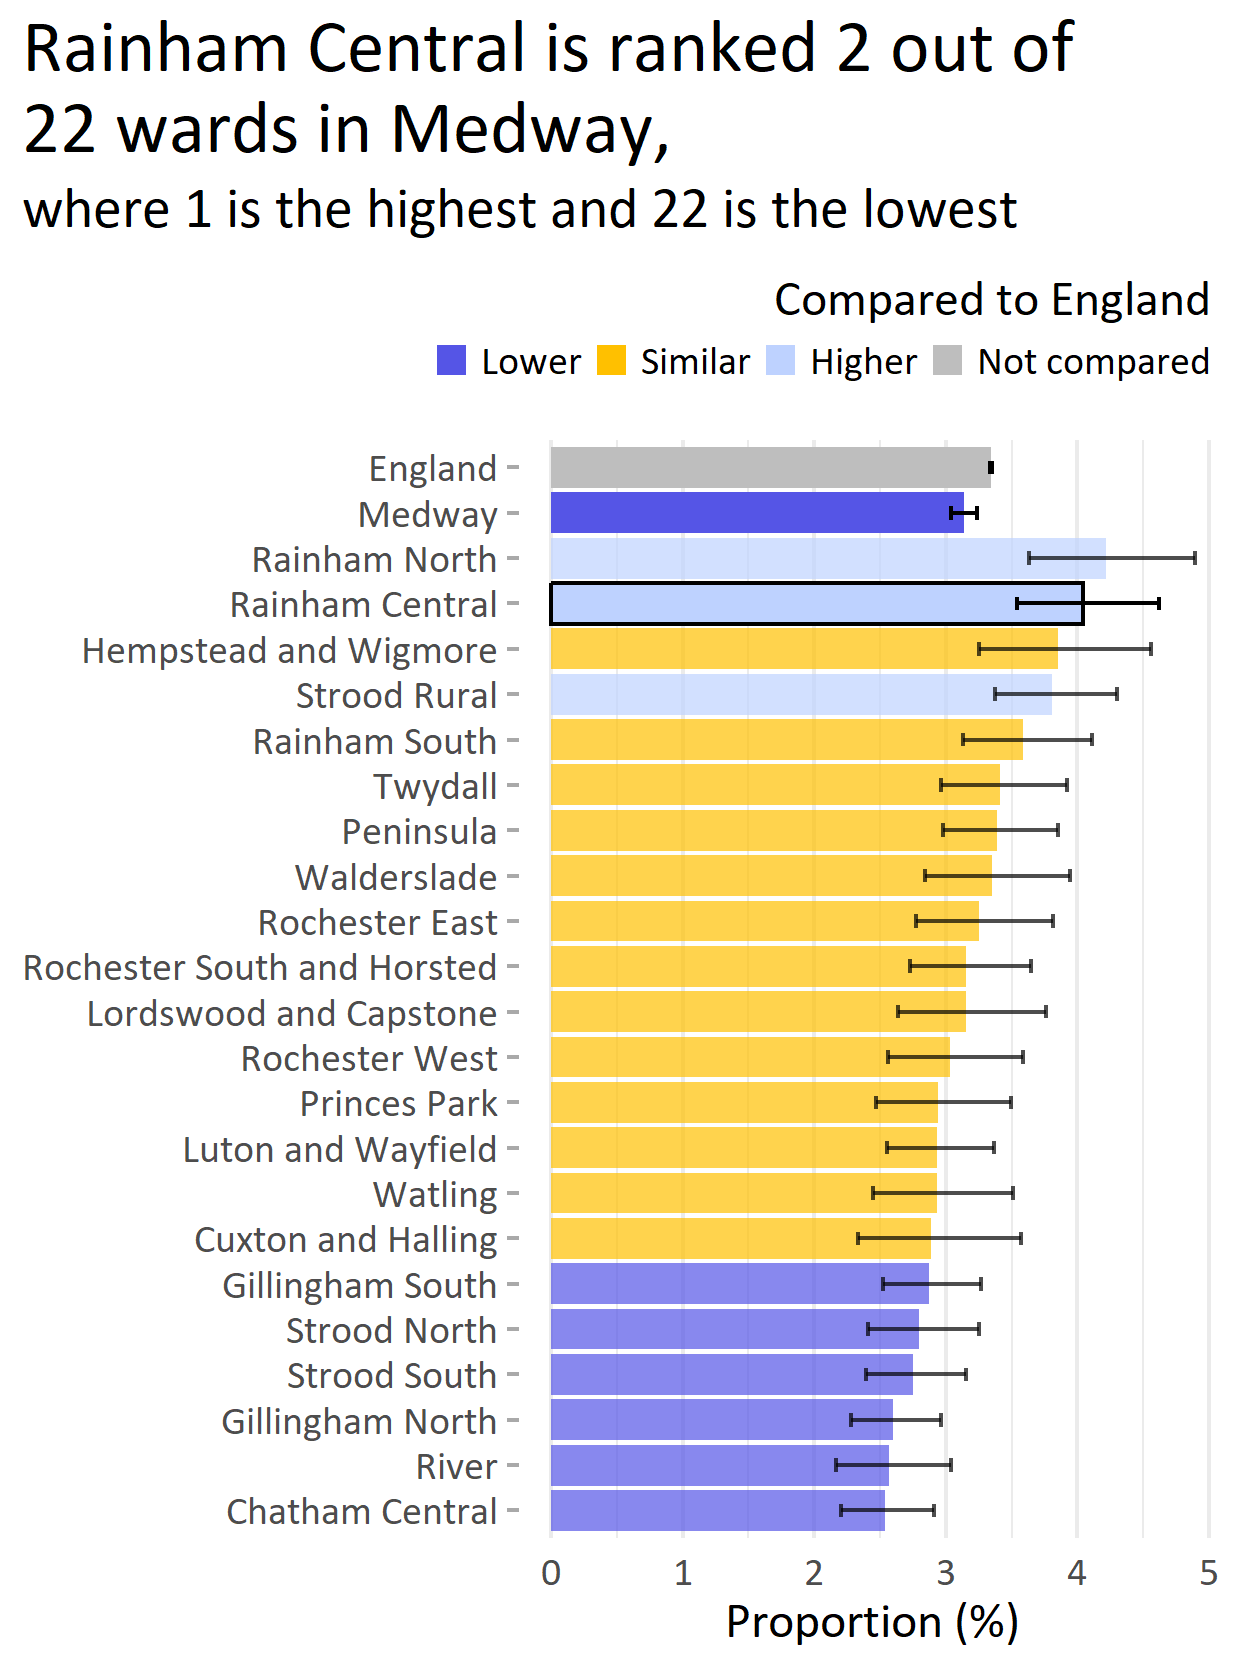 Rainham Central is ranked 2 out of
22 wards in Medway,
where 1 is the highest and 22 is the lowest
Compared to England
Lower Similar Higher Not compared
England
Medway
Rainham North
Rainham Central
Hempstead and Wigmore
Strood Rural
Rainham South
Twydall
Peninsula
Walderslade
Rochester East
Rochester South and Horsted
Lordswood and Capstone
Rochester West
Princes Park
Luton and Wayfield
Watling
Cuxton and Halling
Gillingham South
Strood North
Strood South
Gillingham North
River
Chatham Central
0 1 2 3 4 5
Proportion (%)